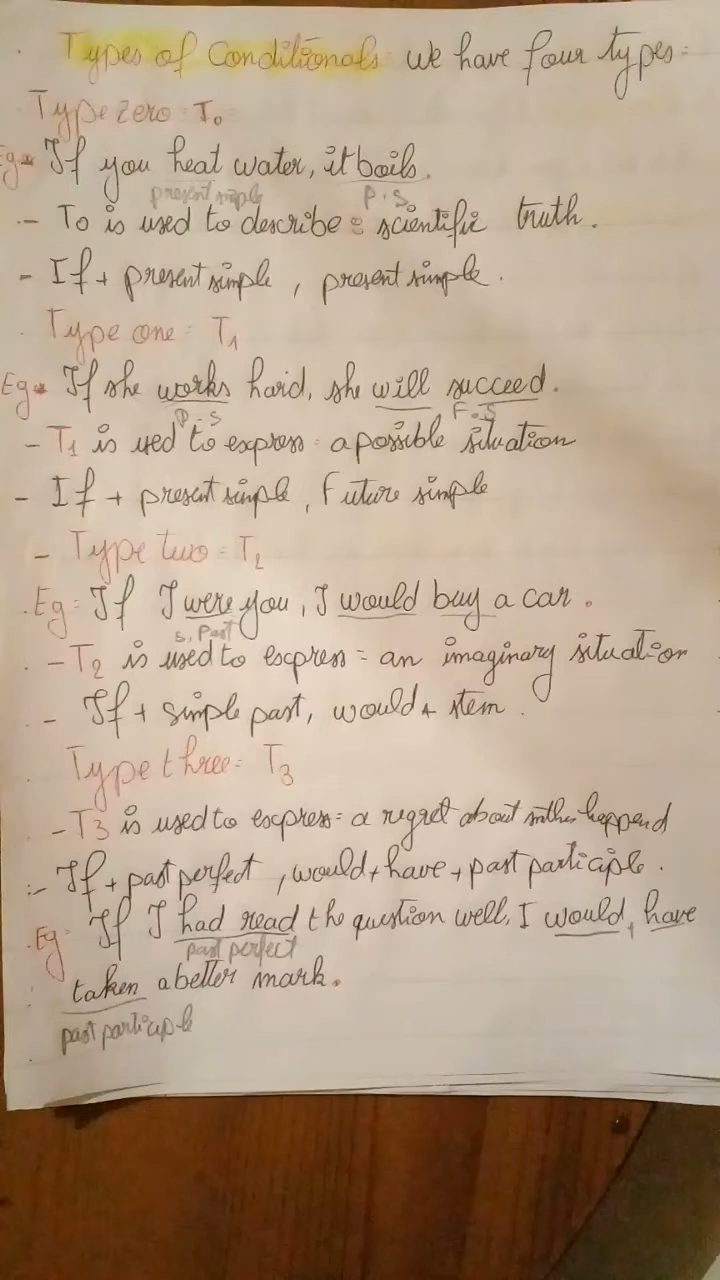 Types of Conditionals: we have four types:
Type zero = T0
Eg - If you heat water, it boils.
present simple P.S
- T0 is used to describe : scientific truth.
- If + present simple, present simple.
Type one = T1
Eg - If she works hard, she will succeed.
P.S F.S
- T1 is used to express = a possible situation
- If + present simple, Future simple
- Type two = T2
Eg: If I were you, I would buy a car.
S. Past
- T2 is used to express = an imaginary situation
- If + simple past, would + stem.
Type three = T3
- T3 is used to express = a regret about happend
- If + past perfect, would + have + past participle.
Eg: If I had read the question well, I would, have
past perfect
taken a better mark.
past participle